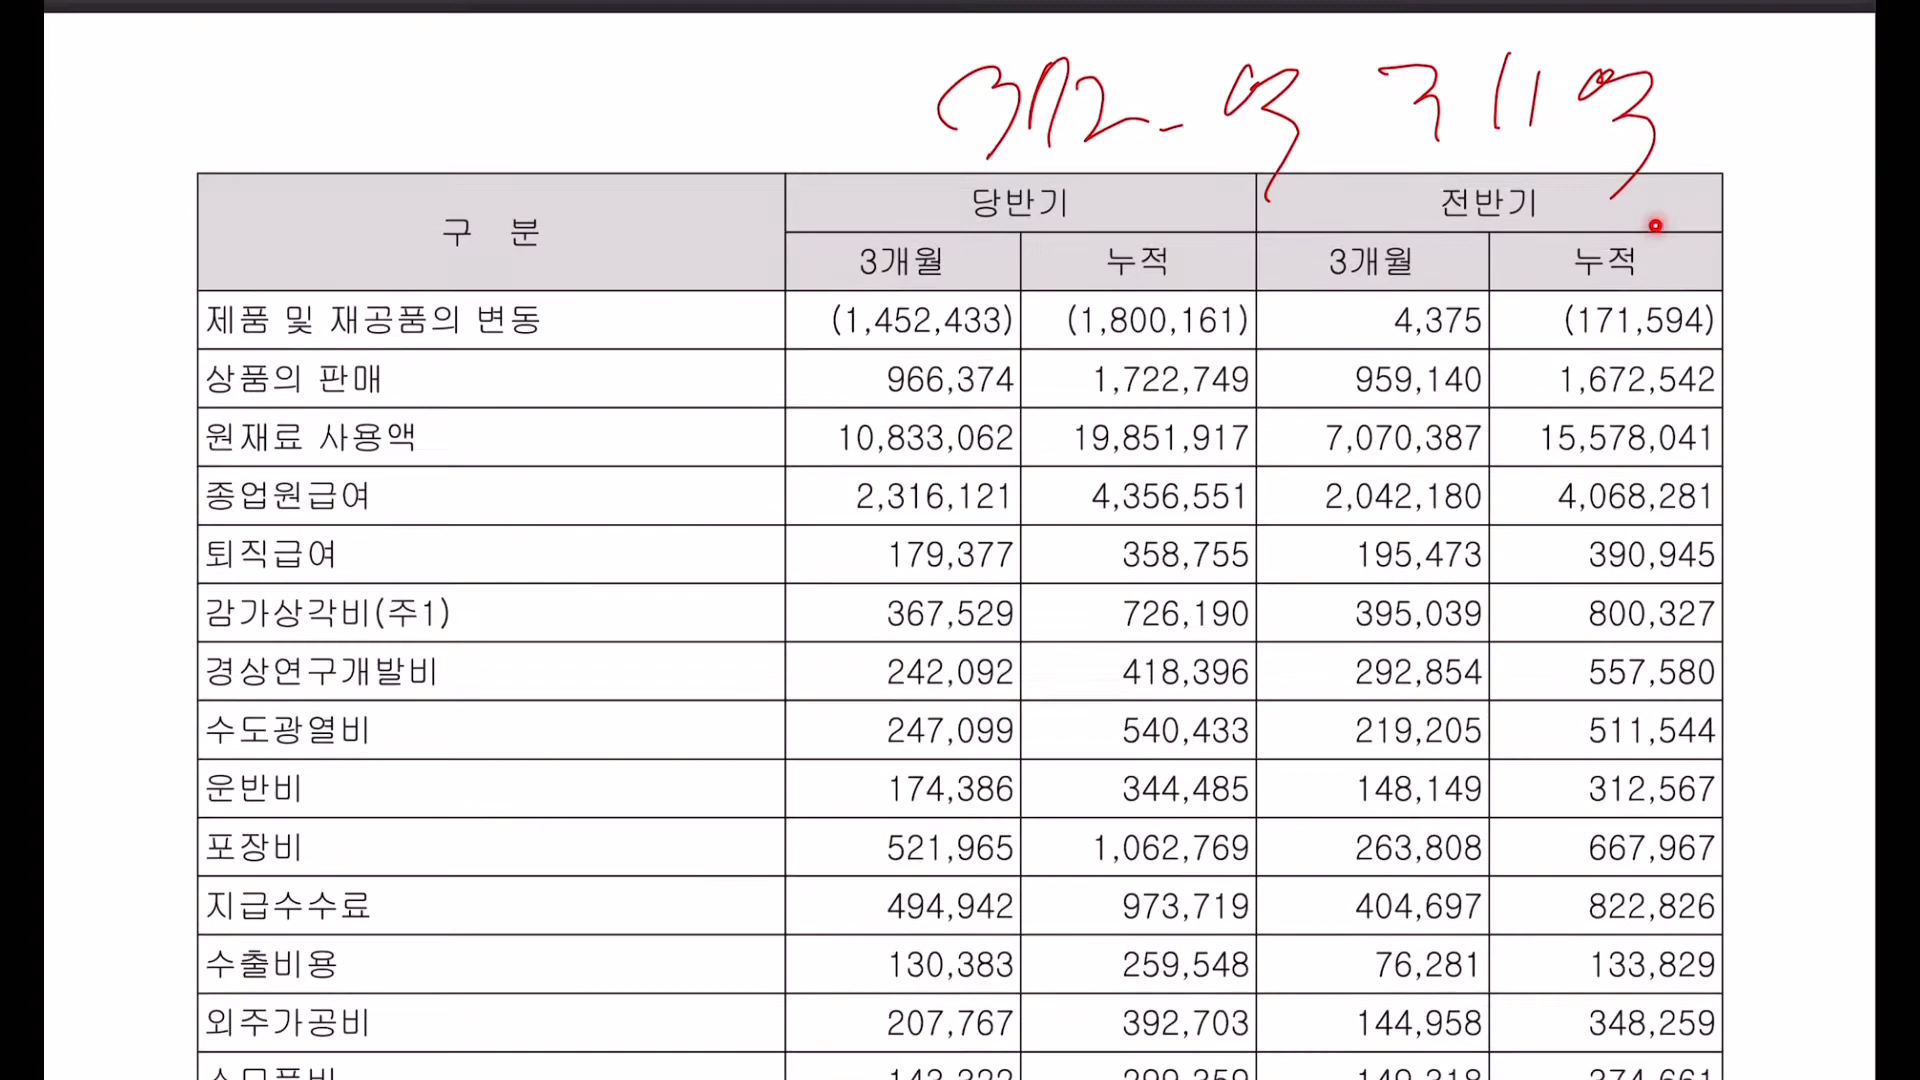 372 억 311억
구 분 당반기 전반기
3개월 누적 3개월 누적
제품 및 재공품의 변동 (1,452,433) (1,800,161) 4,375 (171,594)
상품의 판매 966,374 1,722,749 959,140 1,672,542
원재료 사용액 10,833,062 19,851,917 7,070,387 15,578,041
종업원급여 2,316,121 4,356,551 2,042,180 4,068,281
퇴직급여 179,377 358,755 195,473 390,945
감가상각비(주1) 367,529 726,190 395,039 800,327
경상연구개발비 242,092 418,396 292,854 557,580
수도광열비 247,099 540,433 219,205 511,544
운반비 174,386 344,485 148,149 312,567
포장비 521,965 1,062,769 263,808 667,967
지급수수료 494,942 973,719 404,697 822,826
수출비용 130,383 259,548 76,281 133,829
외주가공비 207,767 392,703 144,958 348,259